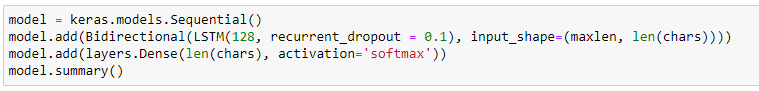 model = keras.models.Sequential()
model.add(Bidirectional(LSTM(128, recurrent_dropout = 0.1), input_shape=(maxlen, len(chars))))
model.add(layers.Dense(len(chars), activation='softmax'))
model.summary()